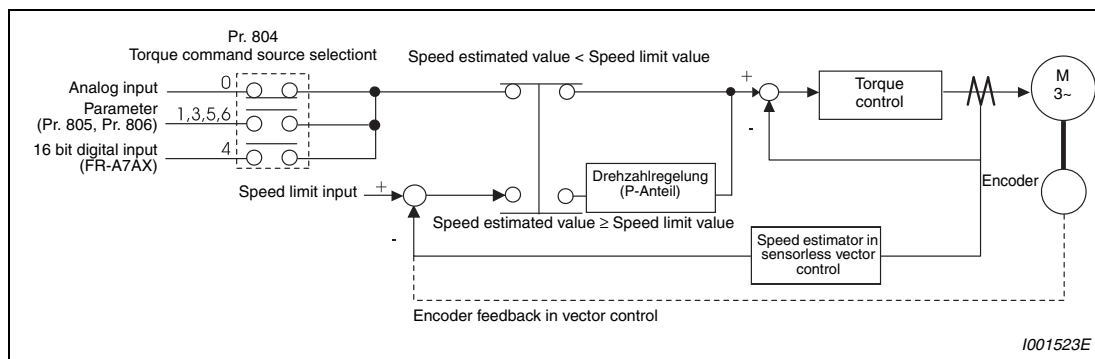 Pr. 804
Torque command source selectiont
Speed estimated value < Speed limit value
Analog input
0
Parameter
(Pr. 805, Pr. 806)
1,3,5,6
16 bit digital input
(FR-A7AX)
4
+
-
Torque
control
M
3~
Speed limit input
+
-
Drehzahlregelung
(P-Anteil)
Encoder
Speed estimated value ≥ Speed limit value
Speed estimator in
sensorless vector
control
Encoder feedback in vector control
I001523E